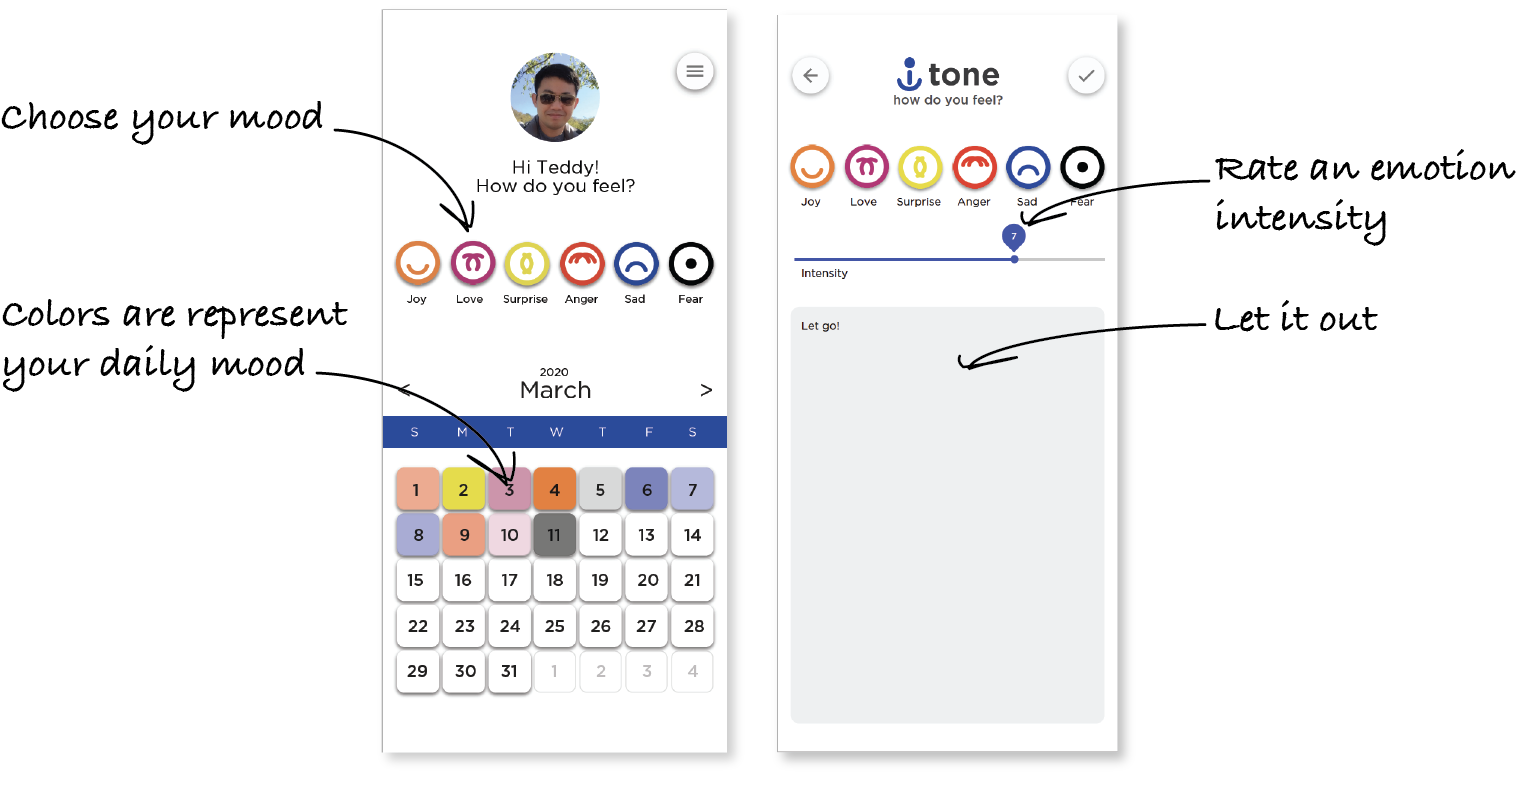 Choose your mood
Colors are represent
your daily mood
Hi Teddy!
How do you feel?
Joy Love Surprise Anger Sad Fear
2020
< March >
S M T W T F S
1 2 3 4 5 6 7
8 9 10 11 12 13 14
15 16 17 18 19 20 21
22 23 24 25 26 27 28
29 30 31 1 2 3 4
i tone
how do you feel?
Joy Love Surprise Anger Sad Fear
7
Intensity
Let go!
Rate an emotion
intensity
Let it out